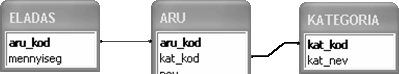 ELADAS
aru_kod
mennyiseg
ARU
aru_kod
kat_kod
KATEGORIA
kat_kod
kat_nev